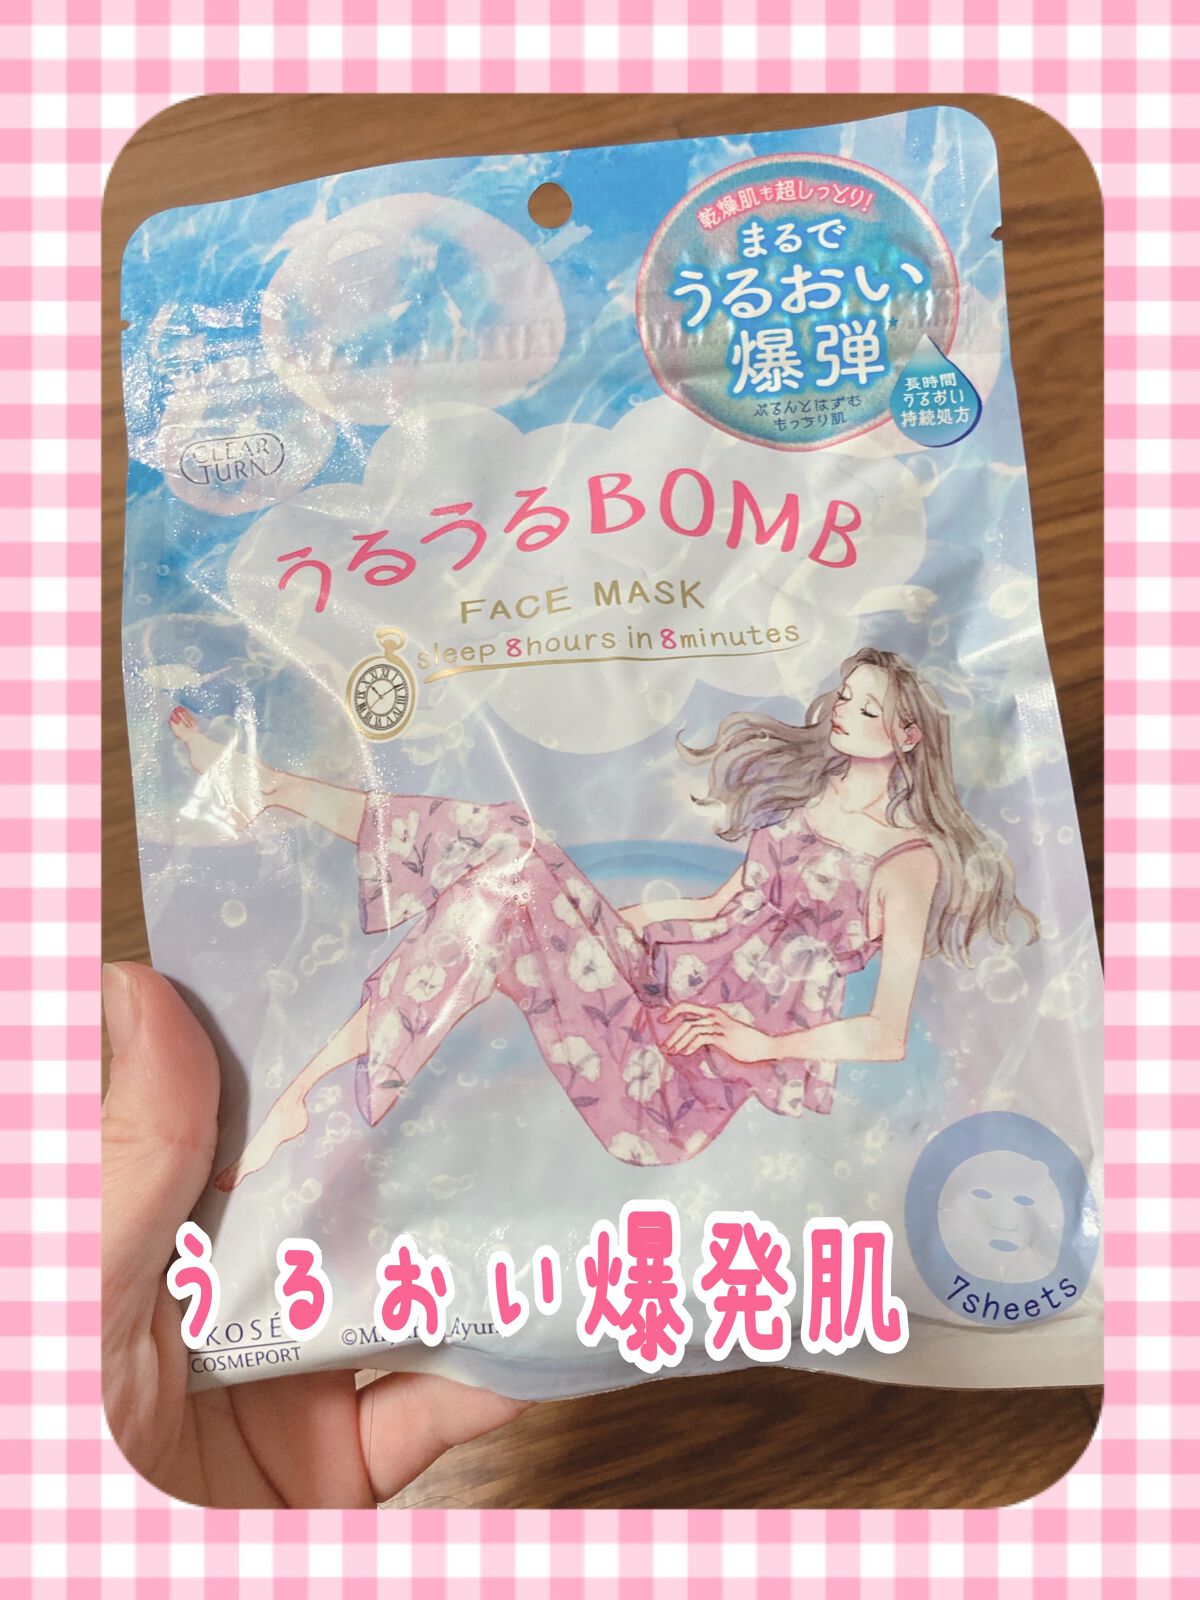 乾燥肌も超しっとり!
まるで
うるおい
爆弾*
ぷるんとはずむ
もっちり肌
長時間
うるおい
持続処方
CLEAR
TURN
うるうるBOMB
FACE MASK
sleep 8hours in 8minutes
7sheets
うるおい爆発肌
KOSÉ
COSMEPORT